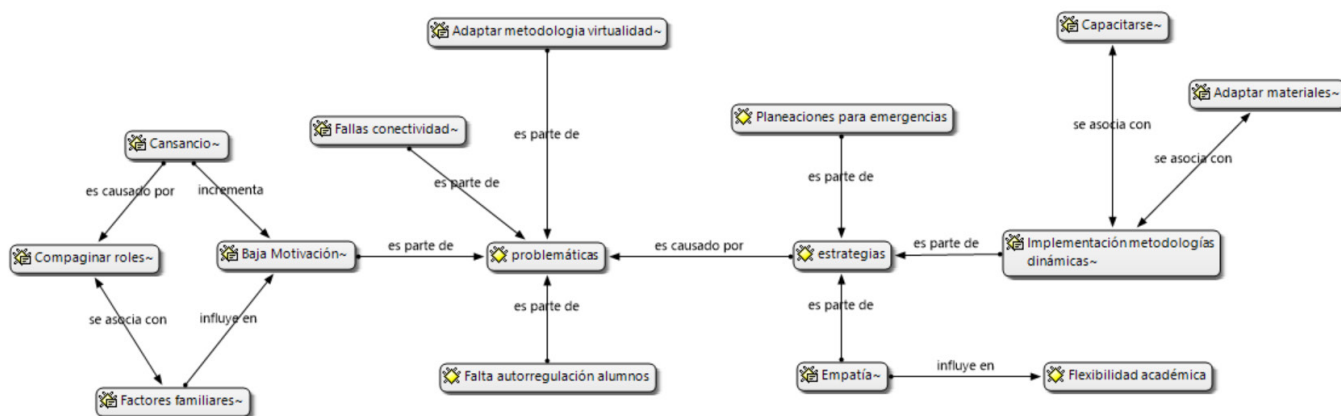 Adaptar metodologia virtualidad~
Capacitarse~
Adaptar materiales~
Planeaciones para emergencias
Fallas conectividad~
es parte de
se asocia con
Cansancio~
se asocia con
es parte de
es parte de
es causado por
incrementa
Compaginar roles~
Baja Motivación~
es parte de
problemáticas
es causado por
estrategias
es parte de
Implementación metodologías
dinámicas~
se asocia con
influye en
es parte de
es parte de
Factores familiares~
Falta autorregulación alumnos
Empatía~
influye en
Flexibilidad académica